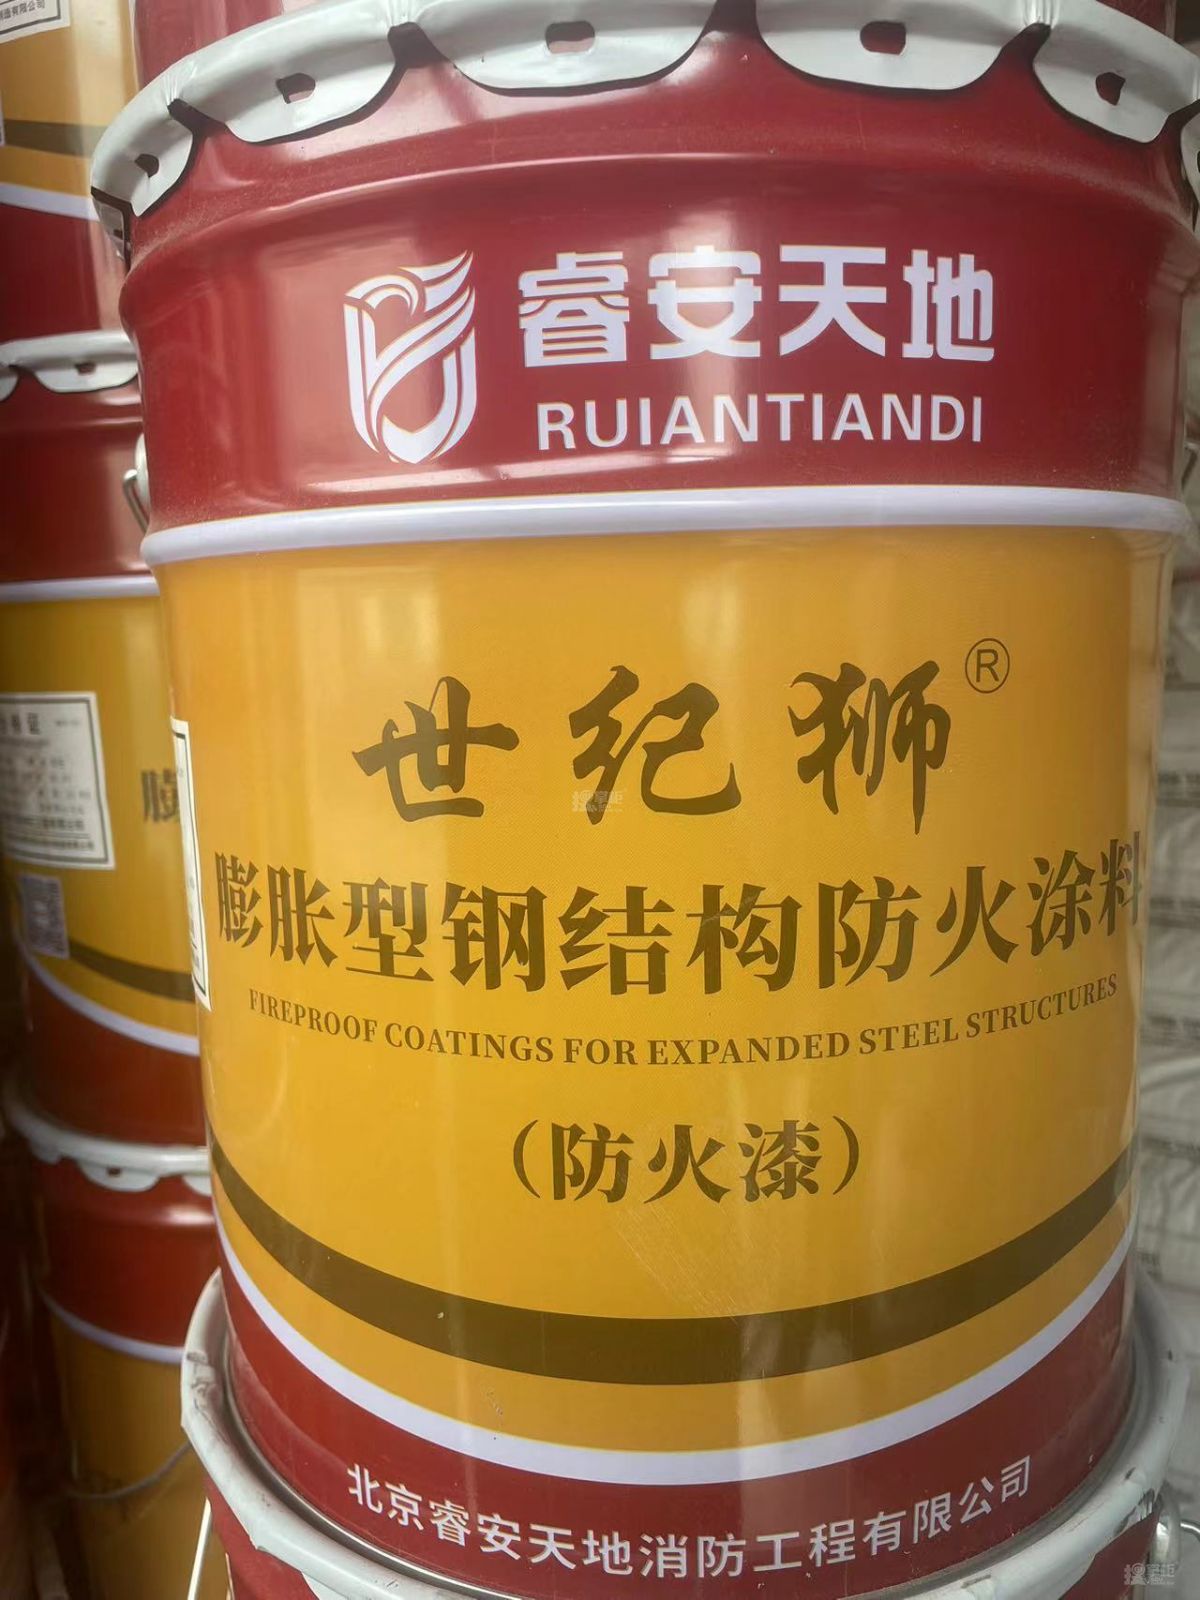 睿安天地
RUIANTIANDI
世纪狮®
膨胀型钢结构防火涂料
FIREPROOF COATINGS FOR EXPANDED STEEL STRUCTURES
（防火漆）
北京睿安天地消防工程有限公司